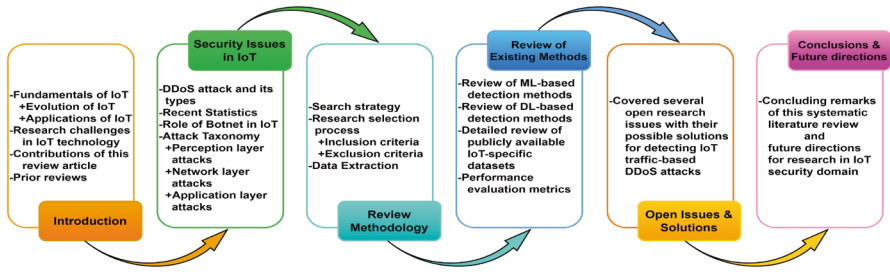 -Fundamentals of IoT
+Evolution of IoT
+Applications of IoT
-Research challenges
in IoT technology
-Contributions of this
review article
-Prior reviews
Introduction
Security Issues
in IoT
-DDoS attack and its
types
-Recent Statistics
-Role of Botnet in IoT
-Attack Taxonomy
+Perception layer
attacks
+Network layer
attacks
+Application layer
attacks
-Search strategy
-Research selection
process
+Inclusion criteria
+Exclusion criteria
-Data Extraction
Review
Methodology
Review of
Existing Methods
-Review of ML-based
detection methods
-Review of DL-based
detection methods
-Detailed review of
publicly available
IoT-specific
datasets
-Performance
evaluation metrics
-Covered several
open research
issues with their
possible solutions
for detecting IoT
traffic-based
DDoS attacks
Open Issues &
Solutions
Conclusions &
Future directions
-Concluding remarks
of this systematic
literature review
and
future directions
for research in IoT
security domain